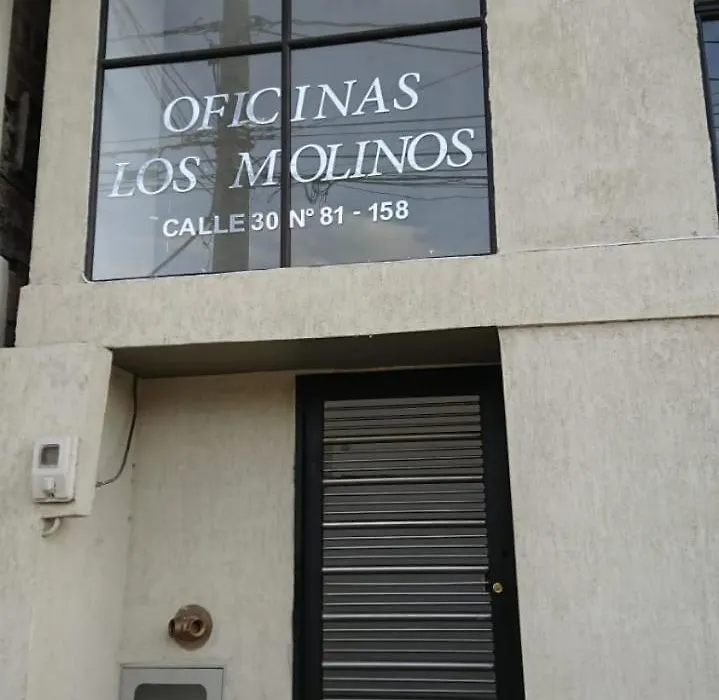 OFICINAS
LOS MOLINOS
CALLE 30 N° 81 - 158